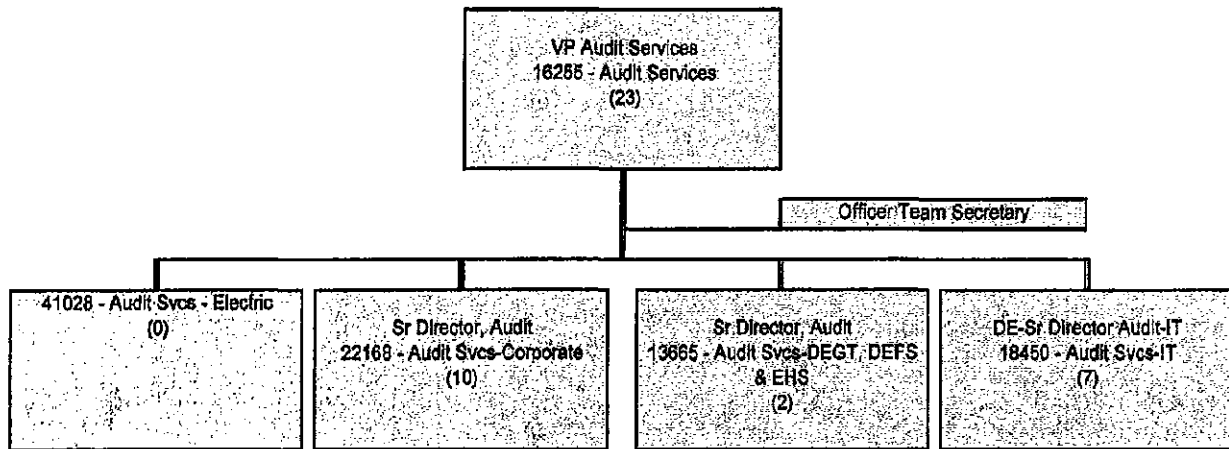 VP Audit Services
16255 - Audit Services
(23)
Officer Team Secretary
41028 - Audit Svcs - Electric
(0)
Sr Director, Audit
22168 - Audit Svcs-Corporate
(10)
Sr Director, Audit
13665 - Audit Svcs-DEGT, DEFS
& EHS
(2)
DE-Sr Director Audit-IT
18450 - Audit Svcs-IT
(7)